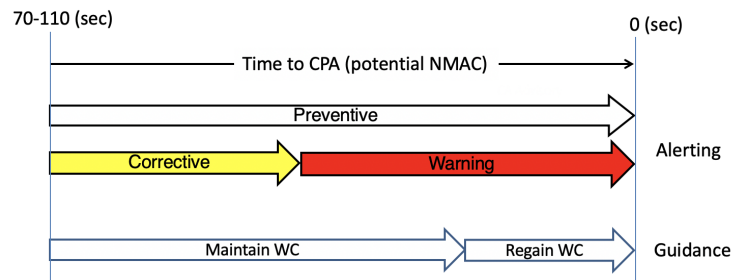 70-110 (sec)
0 (sec)
Time to CPA (potential NMAC)
Preventive
Alerting
Corrective
Warning
Maintain WC
Regain WC
Guidance